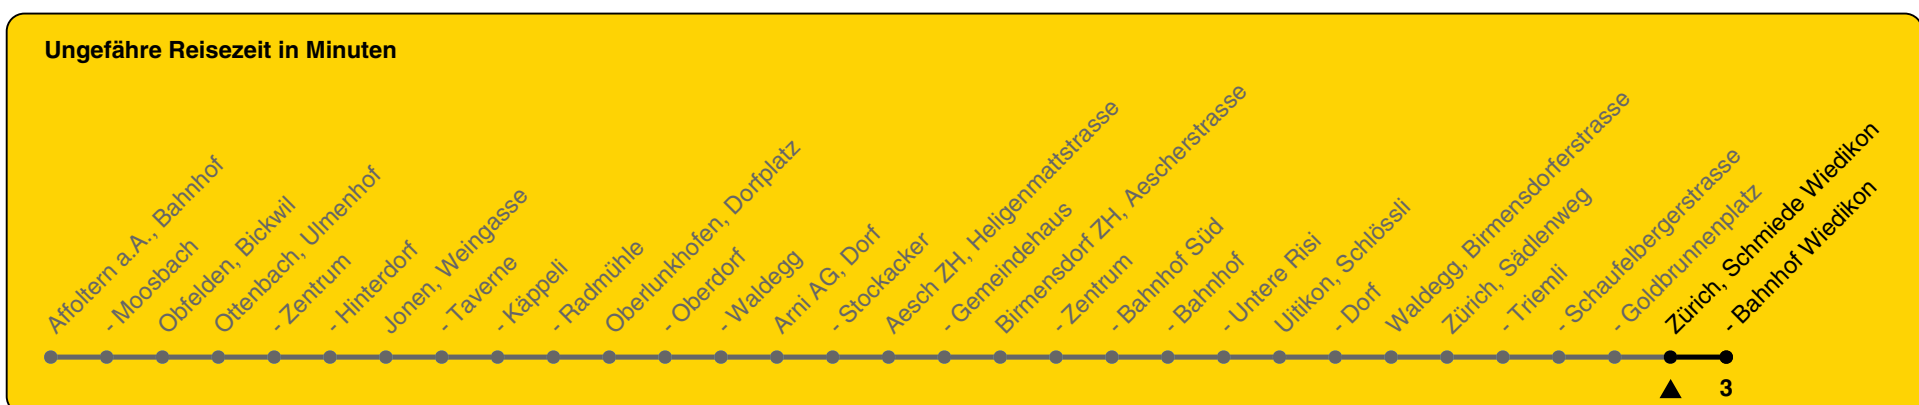 Ungefähre Reisezeit in Minuten
Affoltern a.A., Bahnhof
- Moosbach
Obfelden, Bickwil
Ottenbach, Ulmenhof
- Zentrum
- Hinterdorf
Jonen, Weingasse
- Taverne
- Käppeli
- Radmühle
Oberlunkhofen, Dorfplatz
- Oberdorf
- Waldegg
Arni AG, Dorf
- Stockacker
Aesch ZH, Heligenmattstrasse
- Gemeindehaus
Birmensdorf ZH, Aescherstrasse
- Zentrum
- Bahnhof Süd
- Bahnhof
- Untere Risi
Uitikon, Schlössli
- Dorf
Waldegg, Birmensdorferstrasse
Zürich, Sädlenweg
- Triemli
- Schaufelbergerstrasse
- Goldbrunnenplatz
Zürich, Schmiede Wiedikon
- Bahnhof Wiedikon
3